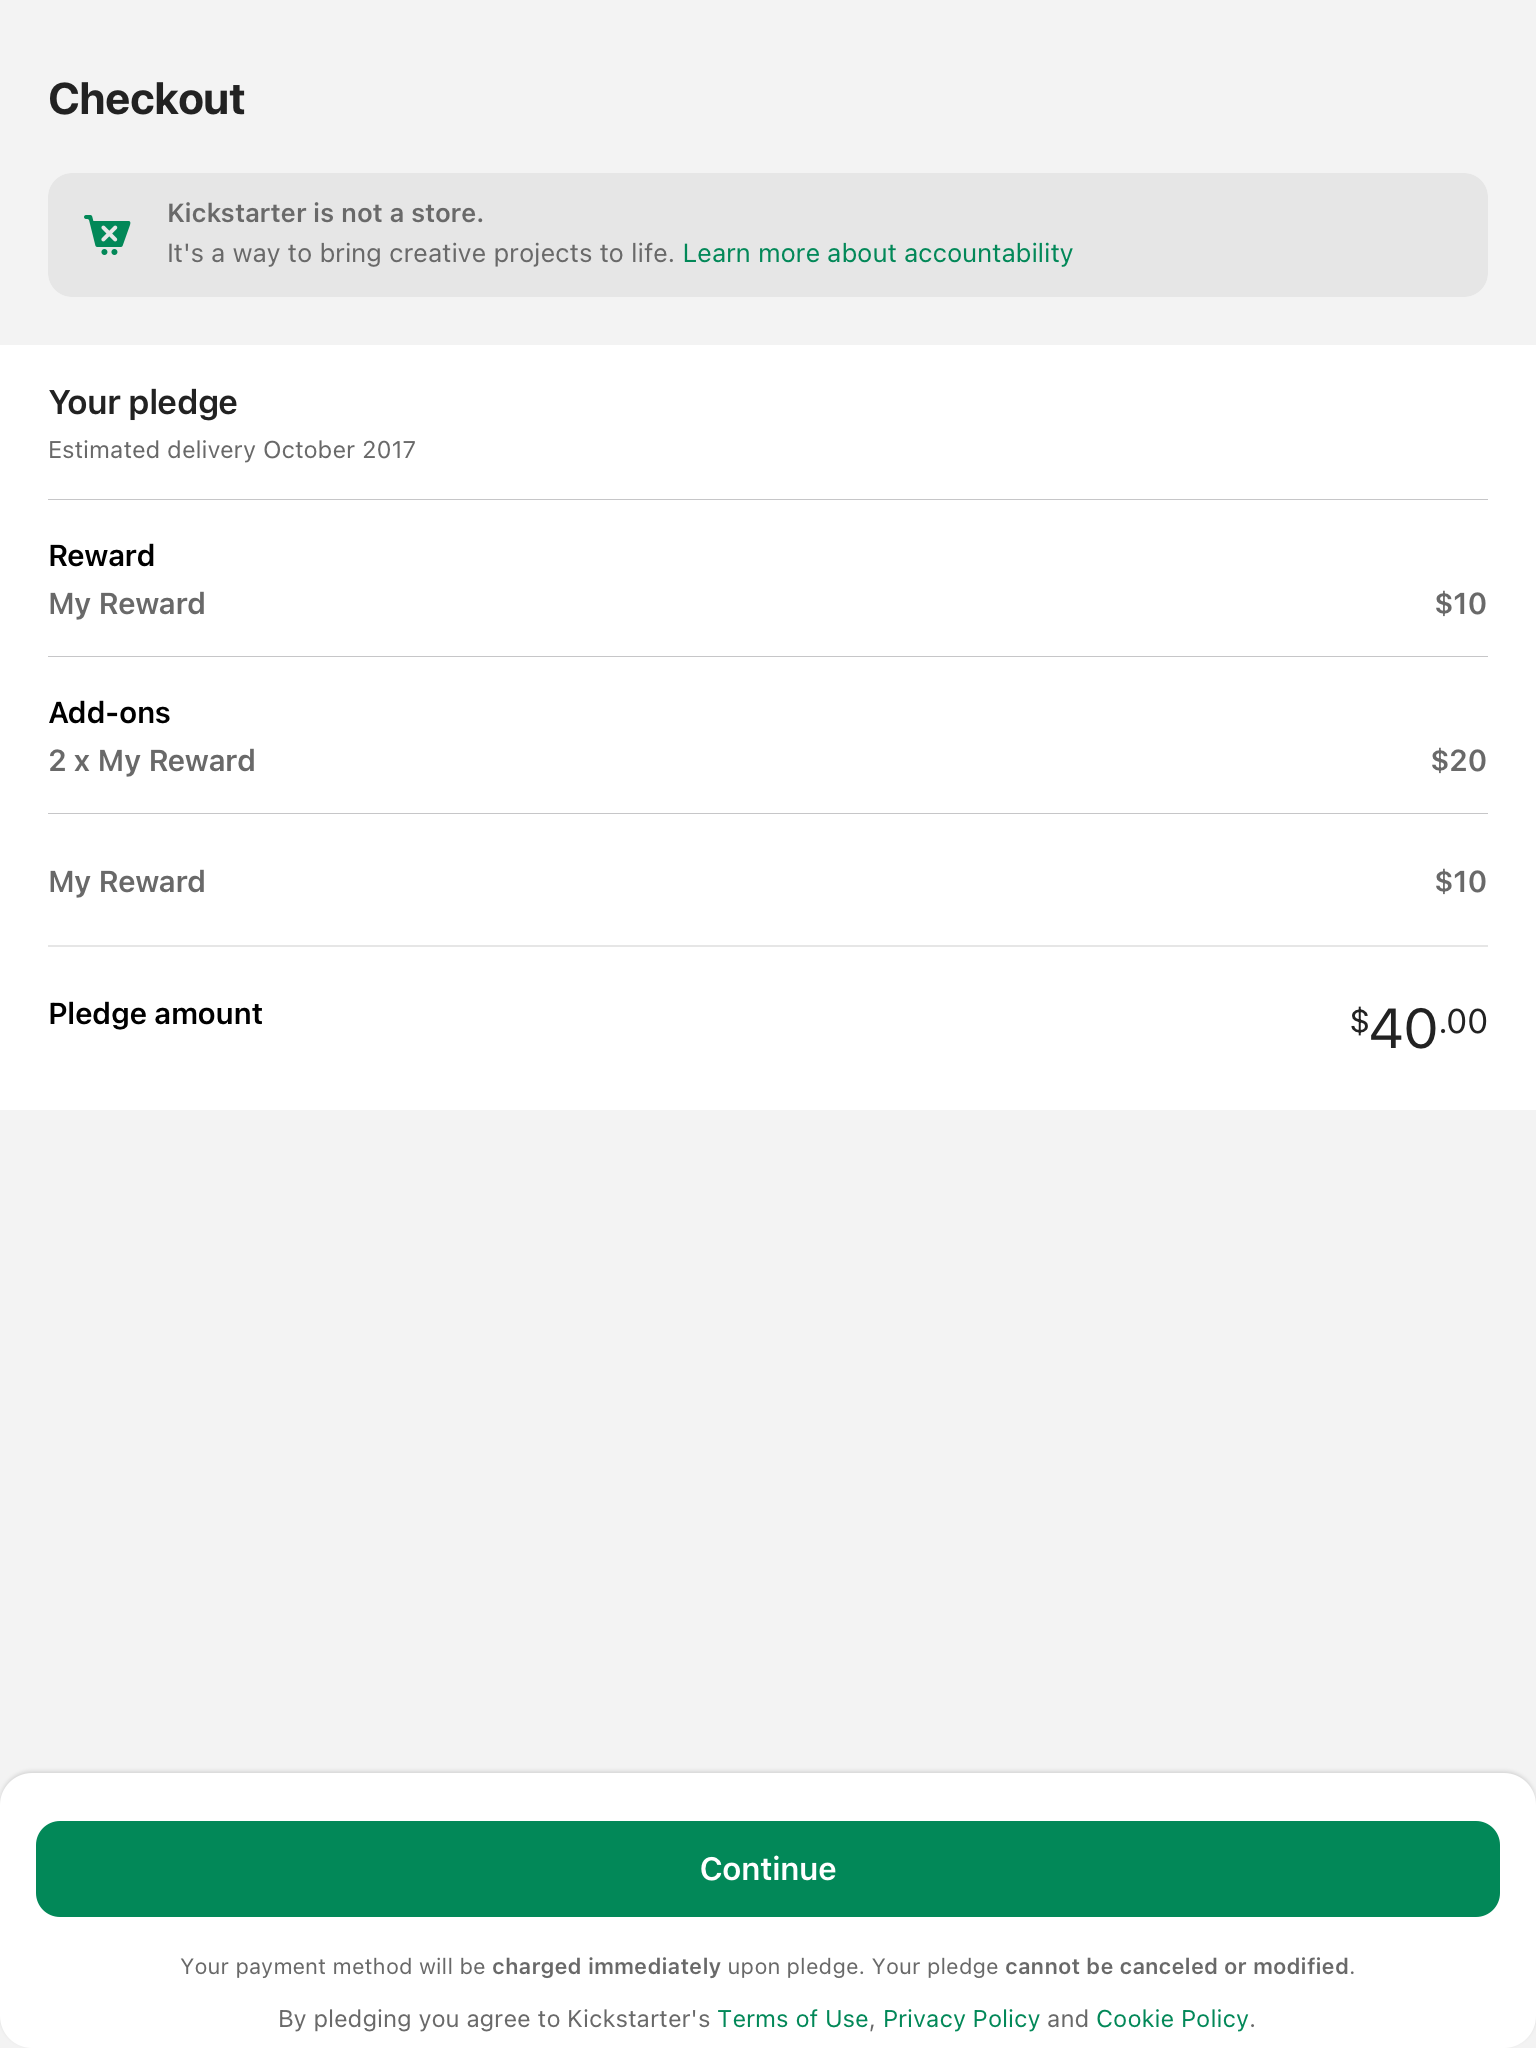 Checkout
Kickstarter is not a store.
It's a way to bring creative projects to life. Learn more about accountability
Your pledge
Estimated delivery October 2017
Reward
My Reward $10
Add-ons
2 x My Reward $20
My Reward $10
Pledge amount $40.00
Continue
Your payment method will be charged immediately upon pledge. Your pledge cannot be canceled or modified.
By pledging you agree to Kickstarter's Terms of Use, Privacy Policy and Cookie Policy.